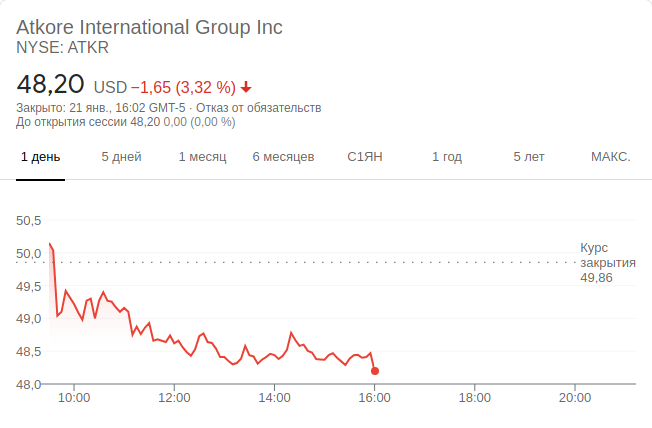 Atkore International Group Inc
NYSE: ATKR
48,20 USD −1,65 (3,32 %)
Закрыто: 21 янв., 16:02 GMT-5 · Отказ от обязательств
До открытия сессии 48,20 0,00 (0,00 %)
1 день 5 дней 1 месяц 6 месяцев С1ЯН 1 год 5 лет МАКС.
50,5
Курс
50,0
закрытия
49,86
49,5
49,0
48,5
48,0
10:00 12:00 14:00 16:00 18:00 20:00